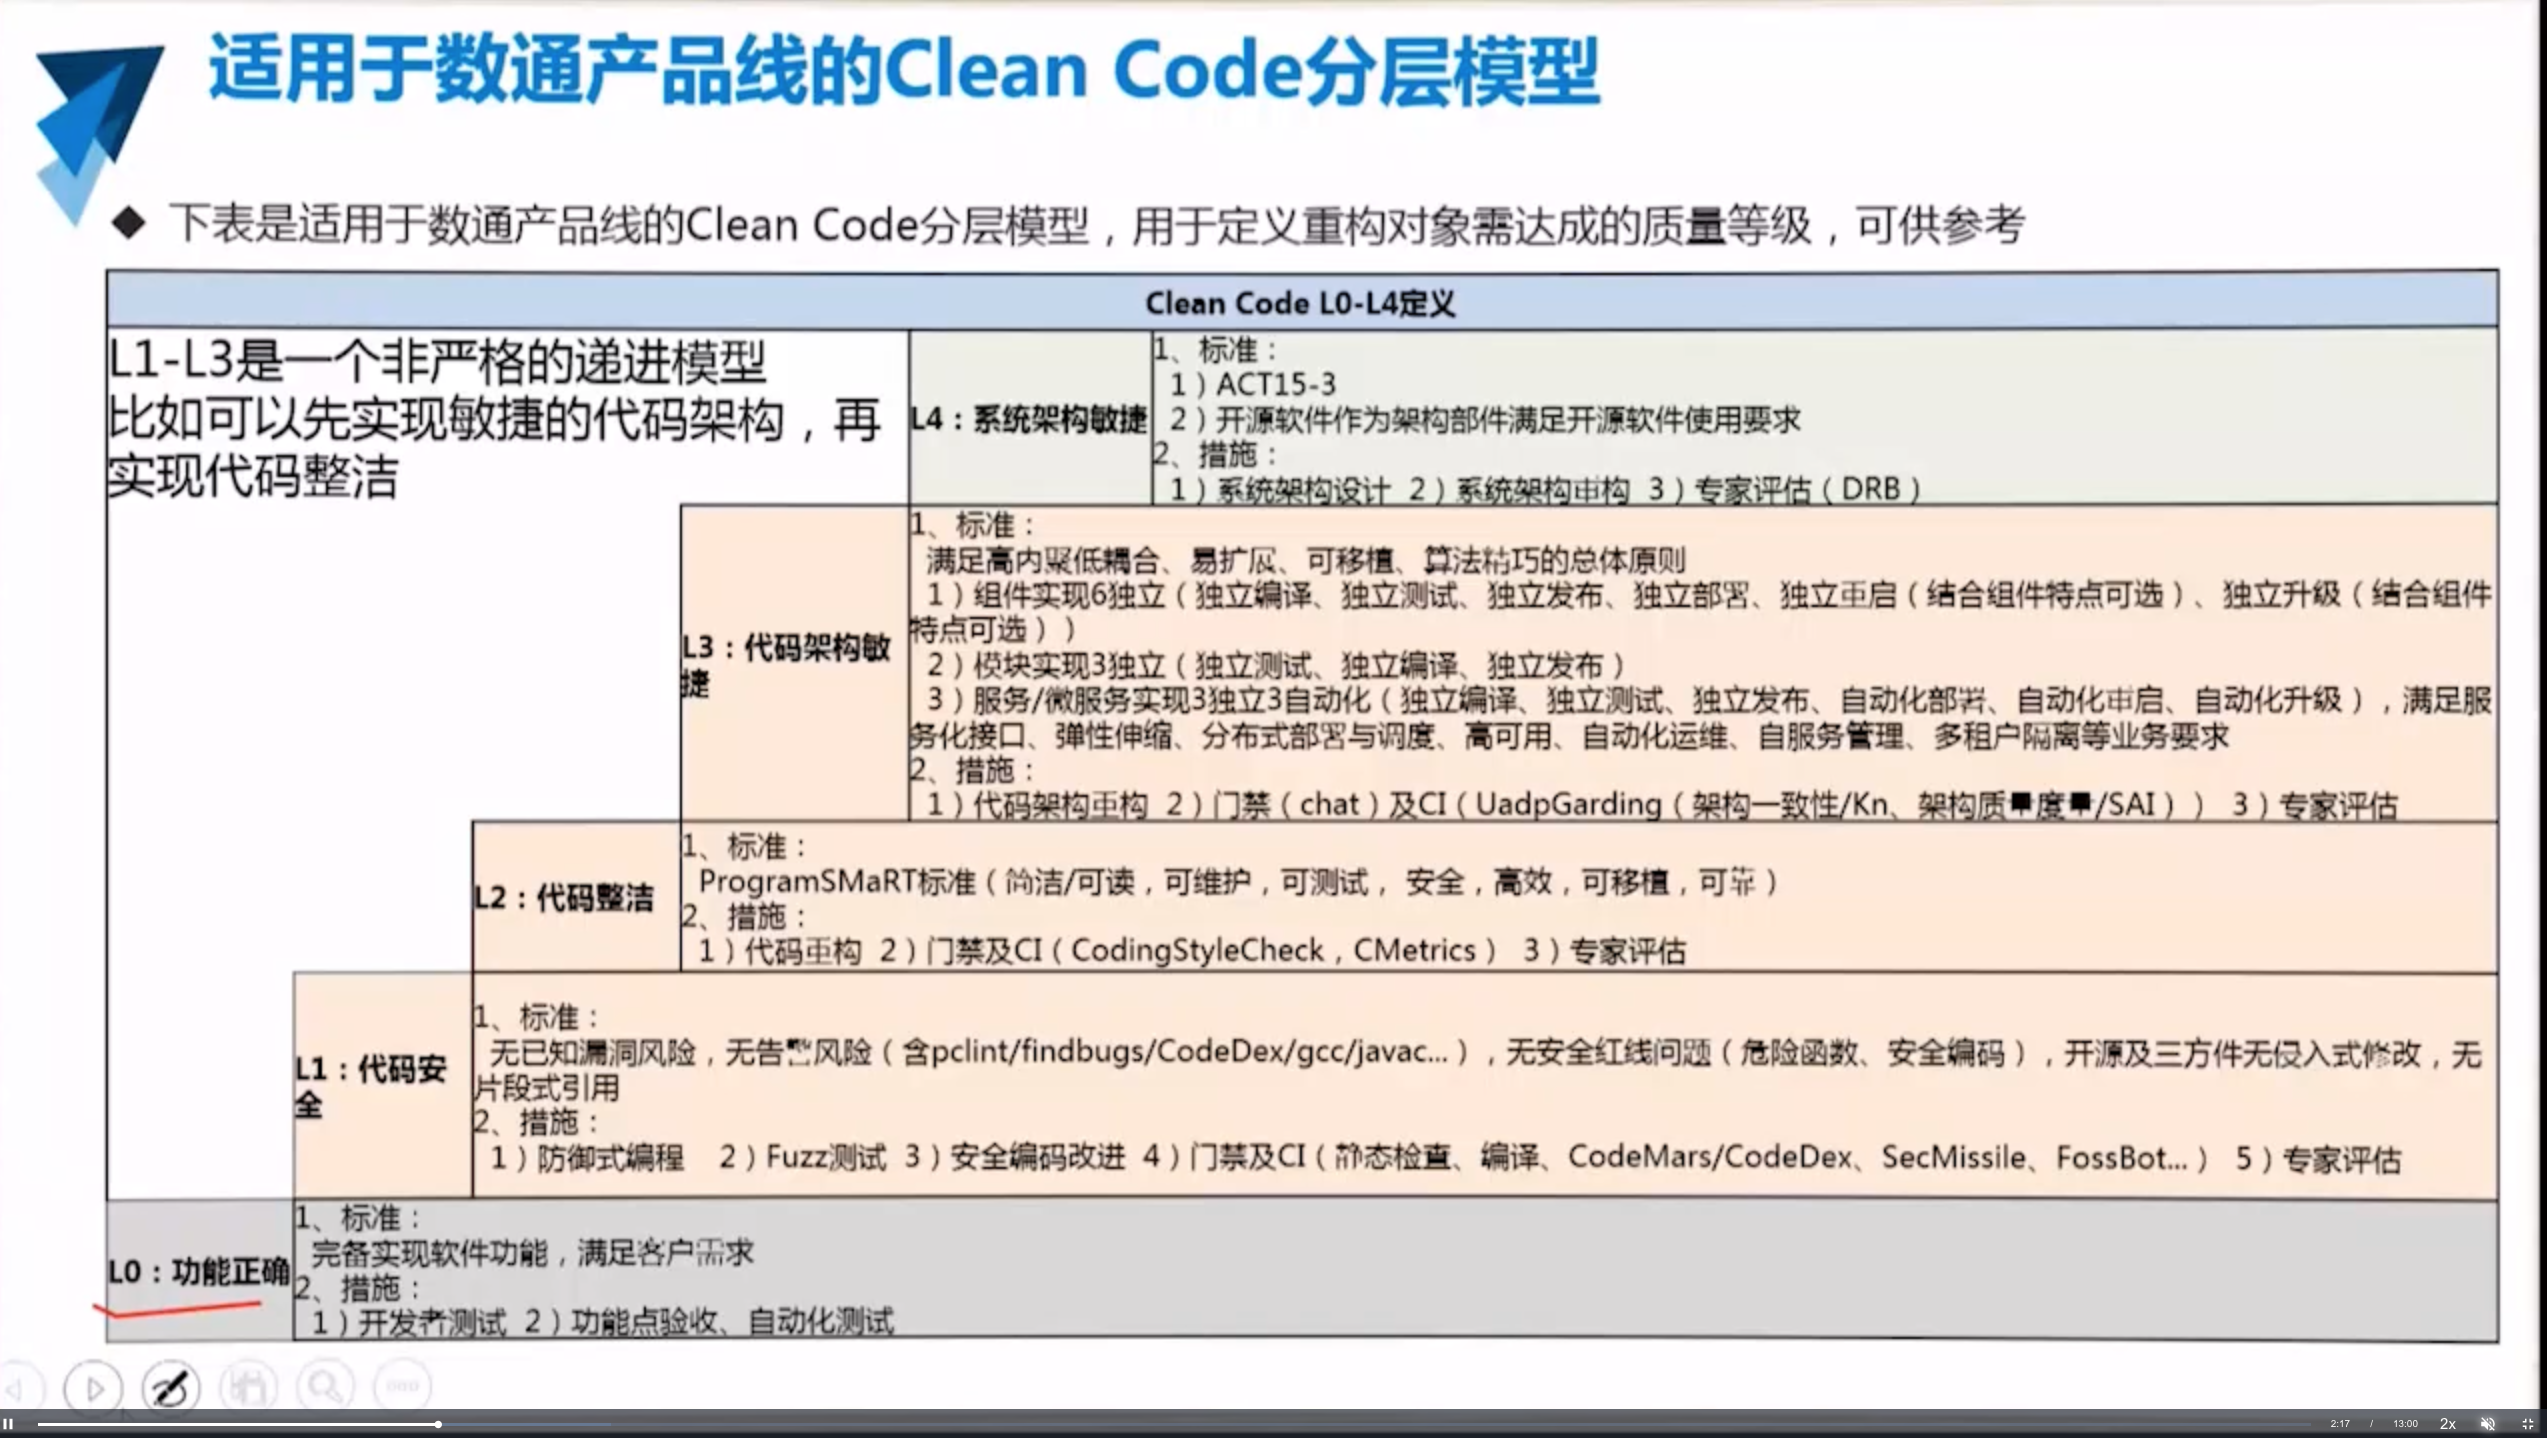 适用于数通产品线的Clean Code分层模型
◆ 下表是适用于数通产品线的Clean Code分层模型，用于定义重构对象需达成的质量等级，可供参考
Clean Code L0-L4定义
L1-L3是一个非严格的递进模型
比如可以先实现敏捷的代码架构，再
实现代码整洁
L4：系统架构敏捷
1、标准：
1）ACT15-3
2）开源软件作为架构部件满足开源软件使用要求
2、措施：
1）系统架构设计 2）系统架构重构 3）专家评估（DRB）
L3：代码架构敏
捷
1、标准：
满足高内聚低耦合、易扩展、可移植、算法精巧的总体原则
1）组件实现6独立（独立编译、独立测试、独立发布、独立部署、独立重启（结合组件特点可选）、独立升级（结合组件
特点可选））
2）模块实现3独立（独立测试、独立编译、独立发布）
3）服务/微服务实现3独立3自动化（独立编译、独立测试、独立发布、自动化部署、自动化重启、自动化升级），满足服
务化接口、弹性伸缩、分布式部署与调度、高可用、自动化运维、自服务管理、多租户隔离等业务要求
2、措施：
1）代码架构重构 2）门禁（chat）及CI（UadpGarding（架构一致性/Kn、架构质量度量/SAI）） 3）专家评估
L2：代码整洁
1、标准：
ProgramSMaRT标准（简洁/可读，可维护，可测试， 安全，高效，可移植，可靠）
2、措施：
1）代码重构 2）门禁及CI（CodingStyleCheck，CMetrics） 3）专家评估
L1：代码安
全
1、标准：
无已知漏洞风险，无告警风险（含pclint/findbugs/CodeDex/gcc/javac...），无安全红线问题（危险函数、安全编码），开源及三方件无侵入式修改，无
片段式引用
2、措施：
1）防御式编程 2）Fuzz测试 3）安全编码改进 4）门禁及CI（静态检查、编译、CodeMars/CodeDex、SecMissile、FossBot...） 5）专家评估
L0：功能正确
1、标准：
完备实现软件功能，满足客户需求
2、措施：
1）开发者测试 2）功能点验收、自动化测试
2:17 / 13:00 2x